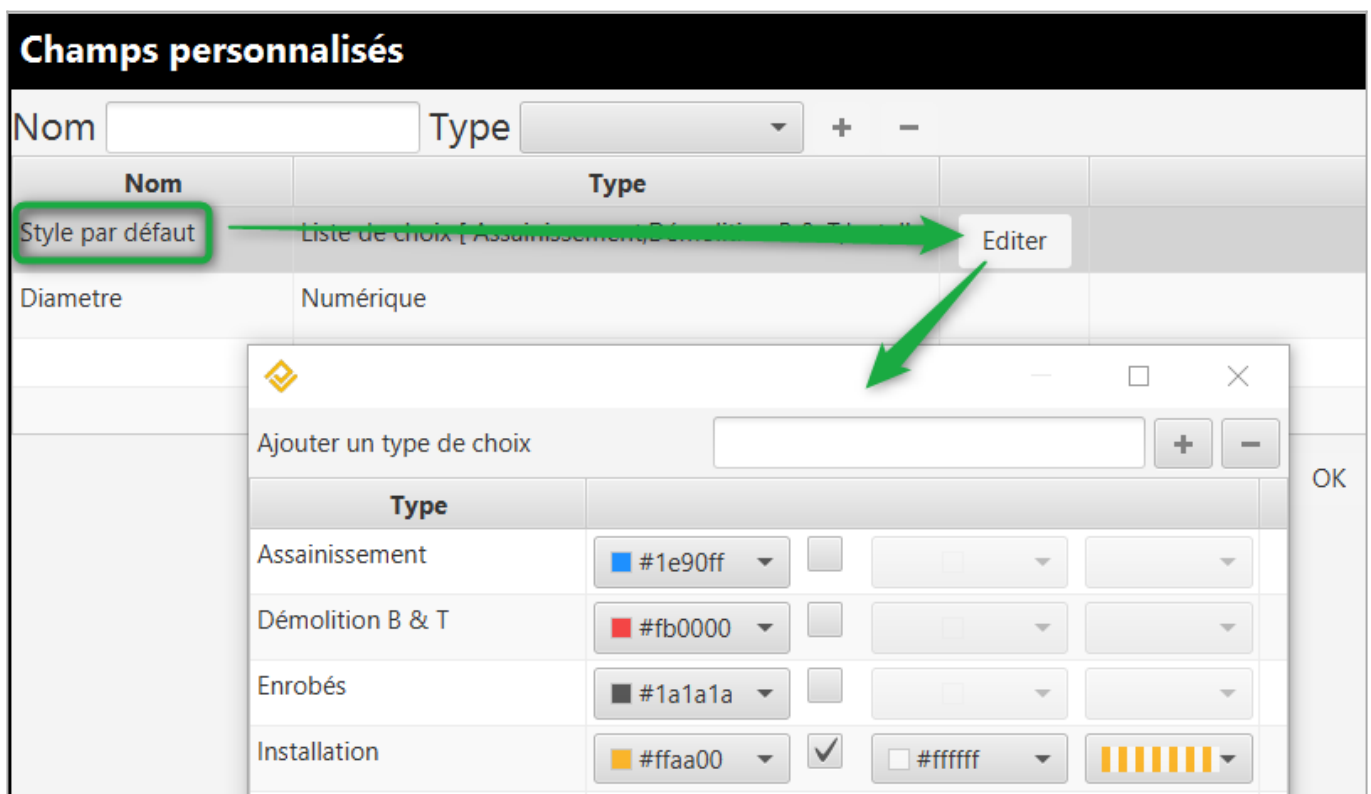 Champs personnalisés
Nom Type + −
Nom Type
Style par défaut Liste de choix [ Assainissement,Démolition B & T, Editer
Diametre Numérique
Ajouter un type de choix + −
OK
Type
Assainissement #1e90ff
Démolition B & T #fb0000
Enrobés #1a1a1a
Installation #ffaa00 #ffffff